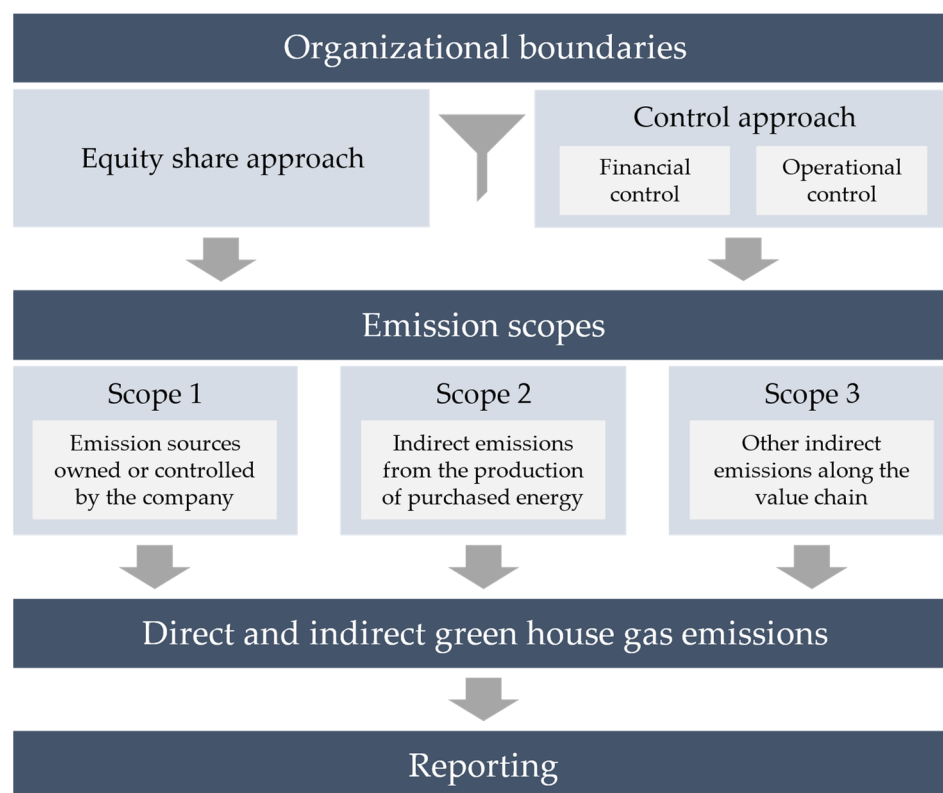 Organizational boundaries
Equity share approach
Control approach
Financial
control
Operational
control
Emission scopes
Scope 1
Emission sources
owned or controlled
by the company
Scope 2
Indirect emissions
from the production
of purchased energy
Scope 3
Other indirect
emissions along the
value chain
Direct and indirect green house gas emissions
Reporting